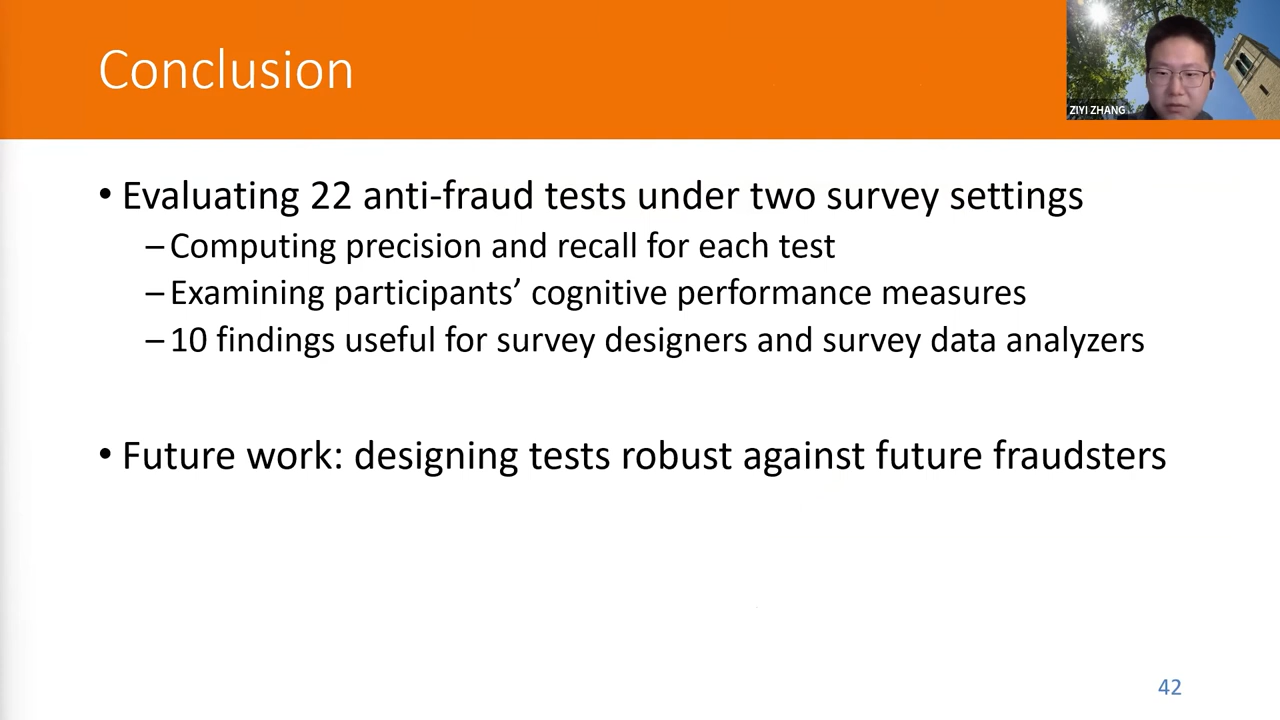 Conclusion
ZIYI ZHANG
• Evaluating 22 anti-fraud tests under two survey settings
– Computing precision and recall for each test
– Examining participants’ cognitive performance measures
– 10 findings useful for survey designers and survey data analyzers
• Future work: designing tests robust against future fraudsters
42